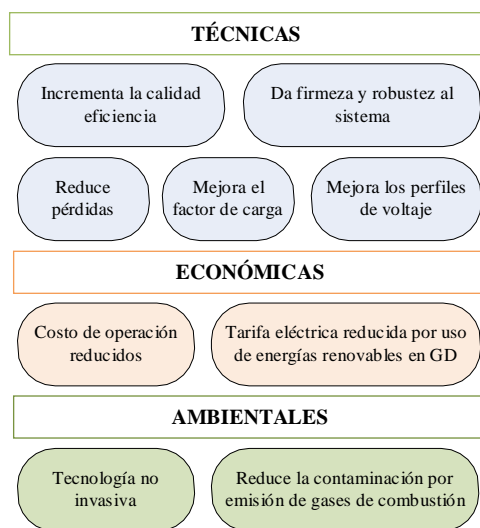 TÉCNICAS
Incrementa la calidad
eficiencia
Da firmeza y robustez al
sistema
Reduce
pérdidas
Mejora el
factor de carga
Mejora los perfiles
de voltaje
ECONÓMICAS
Costo de operación
reducidos
Tarifa eléctrica reducida por uso
de energías renovables en GD
AMBIENTALES
Tecnología no
invasiva
Reduce la contaminación por
emisión de gases de combustión